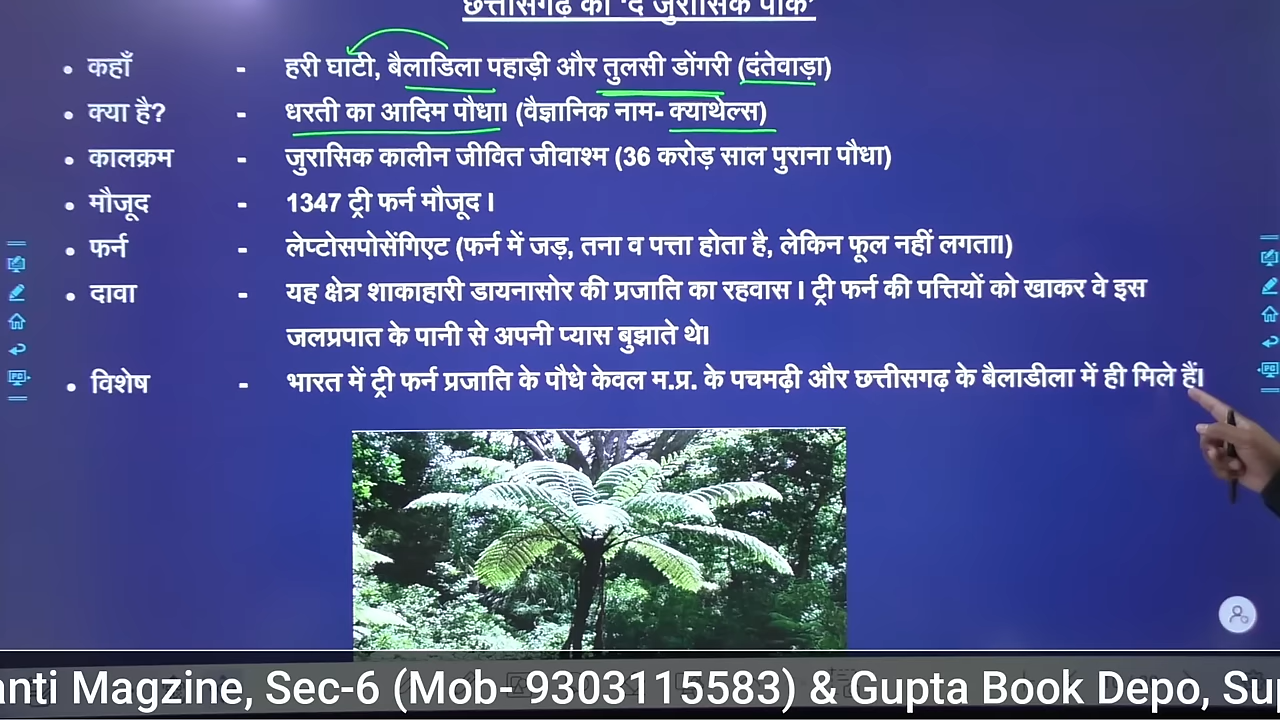 छत्तीसगढ़ का 'द जुरासिक पार्क'
• कहाँ - हरी घाटी, बैलाडिला पहाड़ी और तुलसी डोंगरी (दंतेवाड़ा)
• क्या है? - धरती का आदिम पौधा। (वैज्ञानिक नाम- क्याथेल्स)
• कालक्रम - जुरासिक कालीन जीवित जीवाश्म (36 करोड़ साल पुराना पौधा)
• मौजूद - 1347 ट्री फर्न मौजूद ।
• फर्न - लेप्टोसपोसेंगिएट (फर्न में जड़, तना व पत्ता होता है, लेकिन फूल नहीं लगता।)
• दावा - यह क्षेत्र शाकाहारी डायनासोर की प्रजाति का रहवास । ट्री फर्न की पत्तियों को खाकर वे इस
जलप्रपात के पानी से अपनी प्यास बुझाते थे।
• विशेष - भारत में ट्री फर्न प्रजाति के पौधे केवल म.प्र. के पचमढ़ी और छत्तीसगढ़ के बैलाडीला में ही मिले हैं।
anti Magzine, Sec-6 (Mob- 9303115583) & Gupta Book Depo, Sup